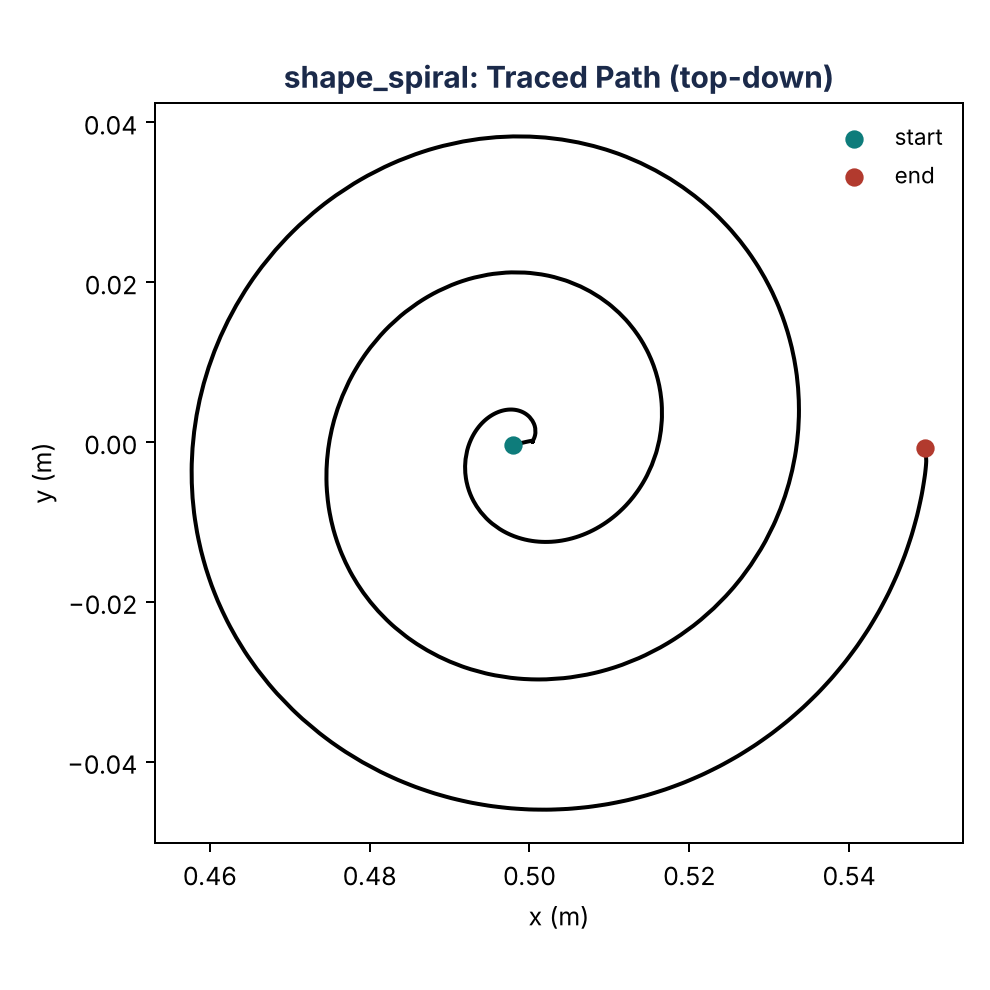 shape_spiral: Traced Path (top-down)
start
end
0.04
0.02
0.00
−0.02
−0.04
y (m)
0.46 0.48 0.50 0.52 0.54
x (m)